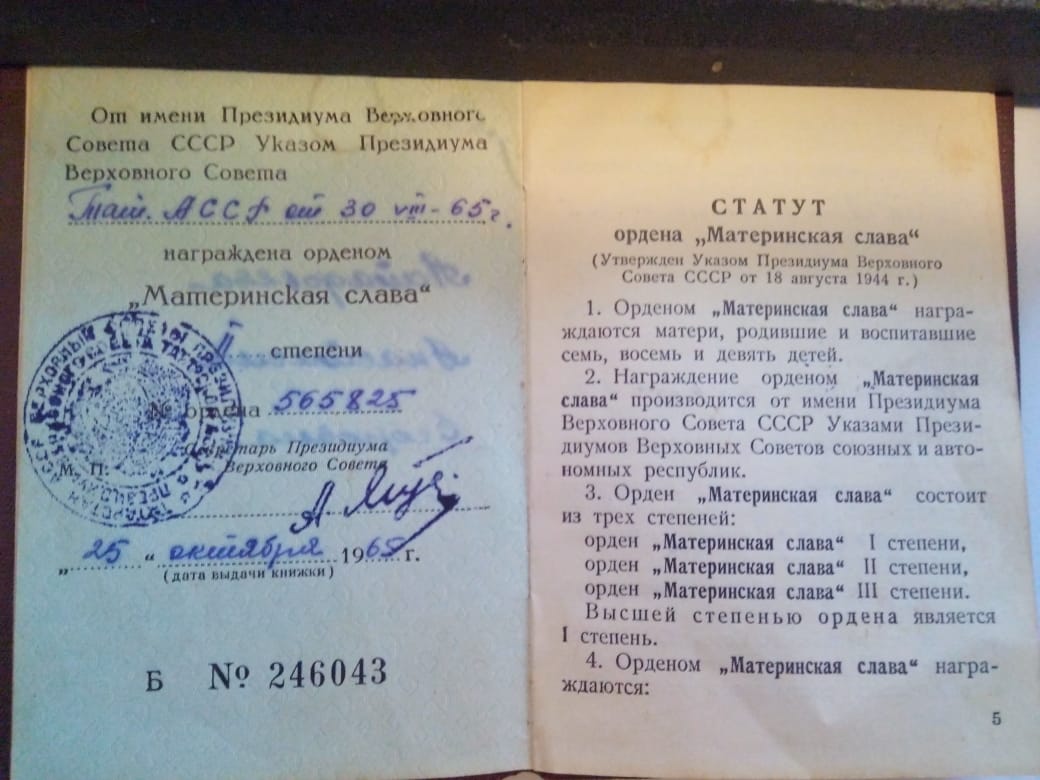 От имени Президиума Верховного
Совета СССР Указом Президиума
Верховного Совета
Тат. АССР от 30 VIII - 65 г.
награждена орденом
„Материнская слава“
II степени
№ ордена 565825
Секретарь Президиума
Верховного Совета
М. П.
„25 “ октября 1965 г.
(дата выдачи книжки)
Б № 246043
СТАТУТ
ордена „Материнская слава“
(Утвержден Указом Президиума Верховного
Совета СССР от 18 августа 1944 г.)
1. Орденом „Материнская слава“ награ-
ждаются матери, родившие и воспитавшие
семь, восемь и девять детей.
2. Награждение орденом „Материнская
слава“ производится от имени Президиума
Верховного Совета СССР Указами Прези-
диумов Верховных Советов союзных и авто-
номных республик.
3. Орден „Материнская слава“ состоит
из трех степеней:
орден „Материнская слава“ I степени,
орден „Материнская слава“ II степени,
орден „Материнская слава“ III степени.
Высшей степенью ордена является
I степень.
4. Орденом „Материнская слава“ награ-
ждаются:
5